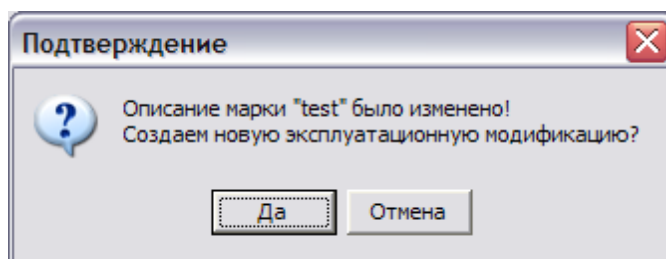 Подтверждение
Описание марки "test" было изменено!
Создаем новую эксплуатационную модификацию?
Да
Отмена